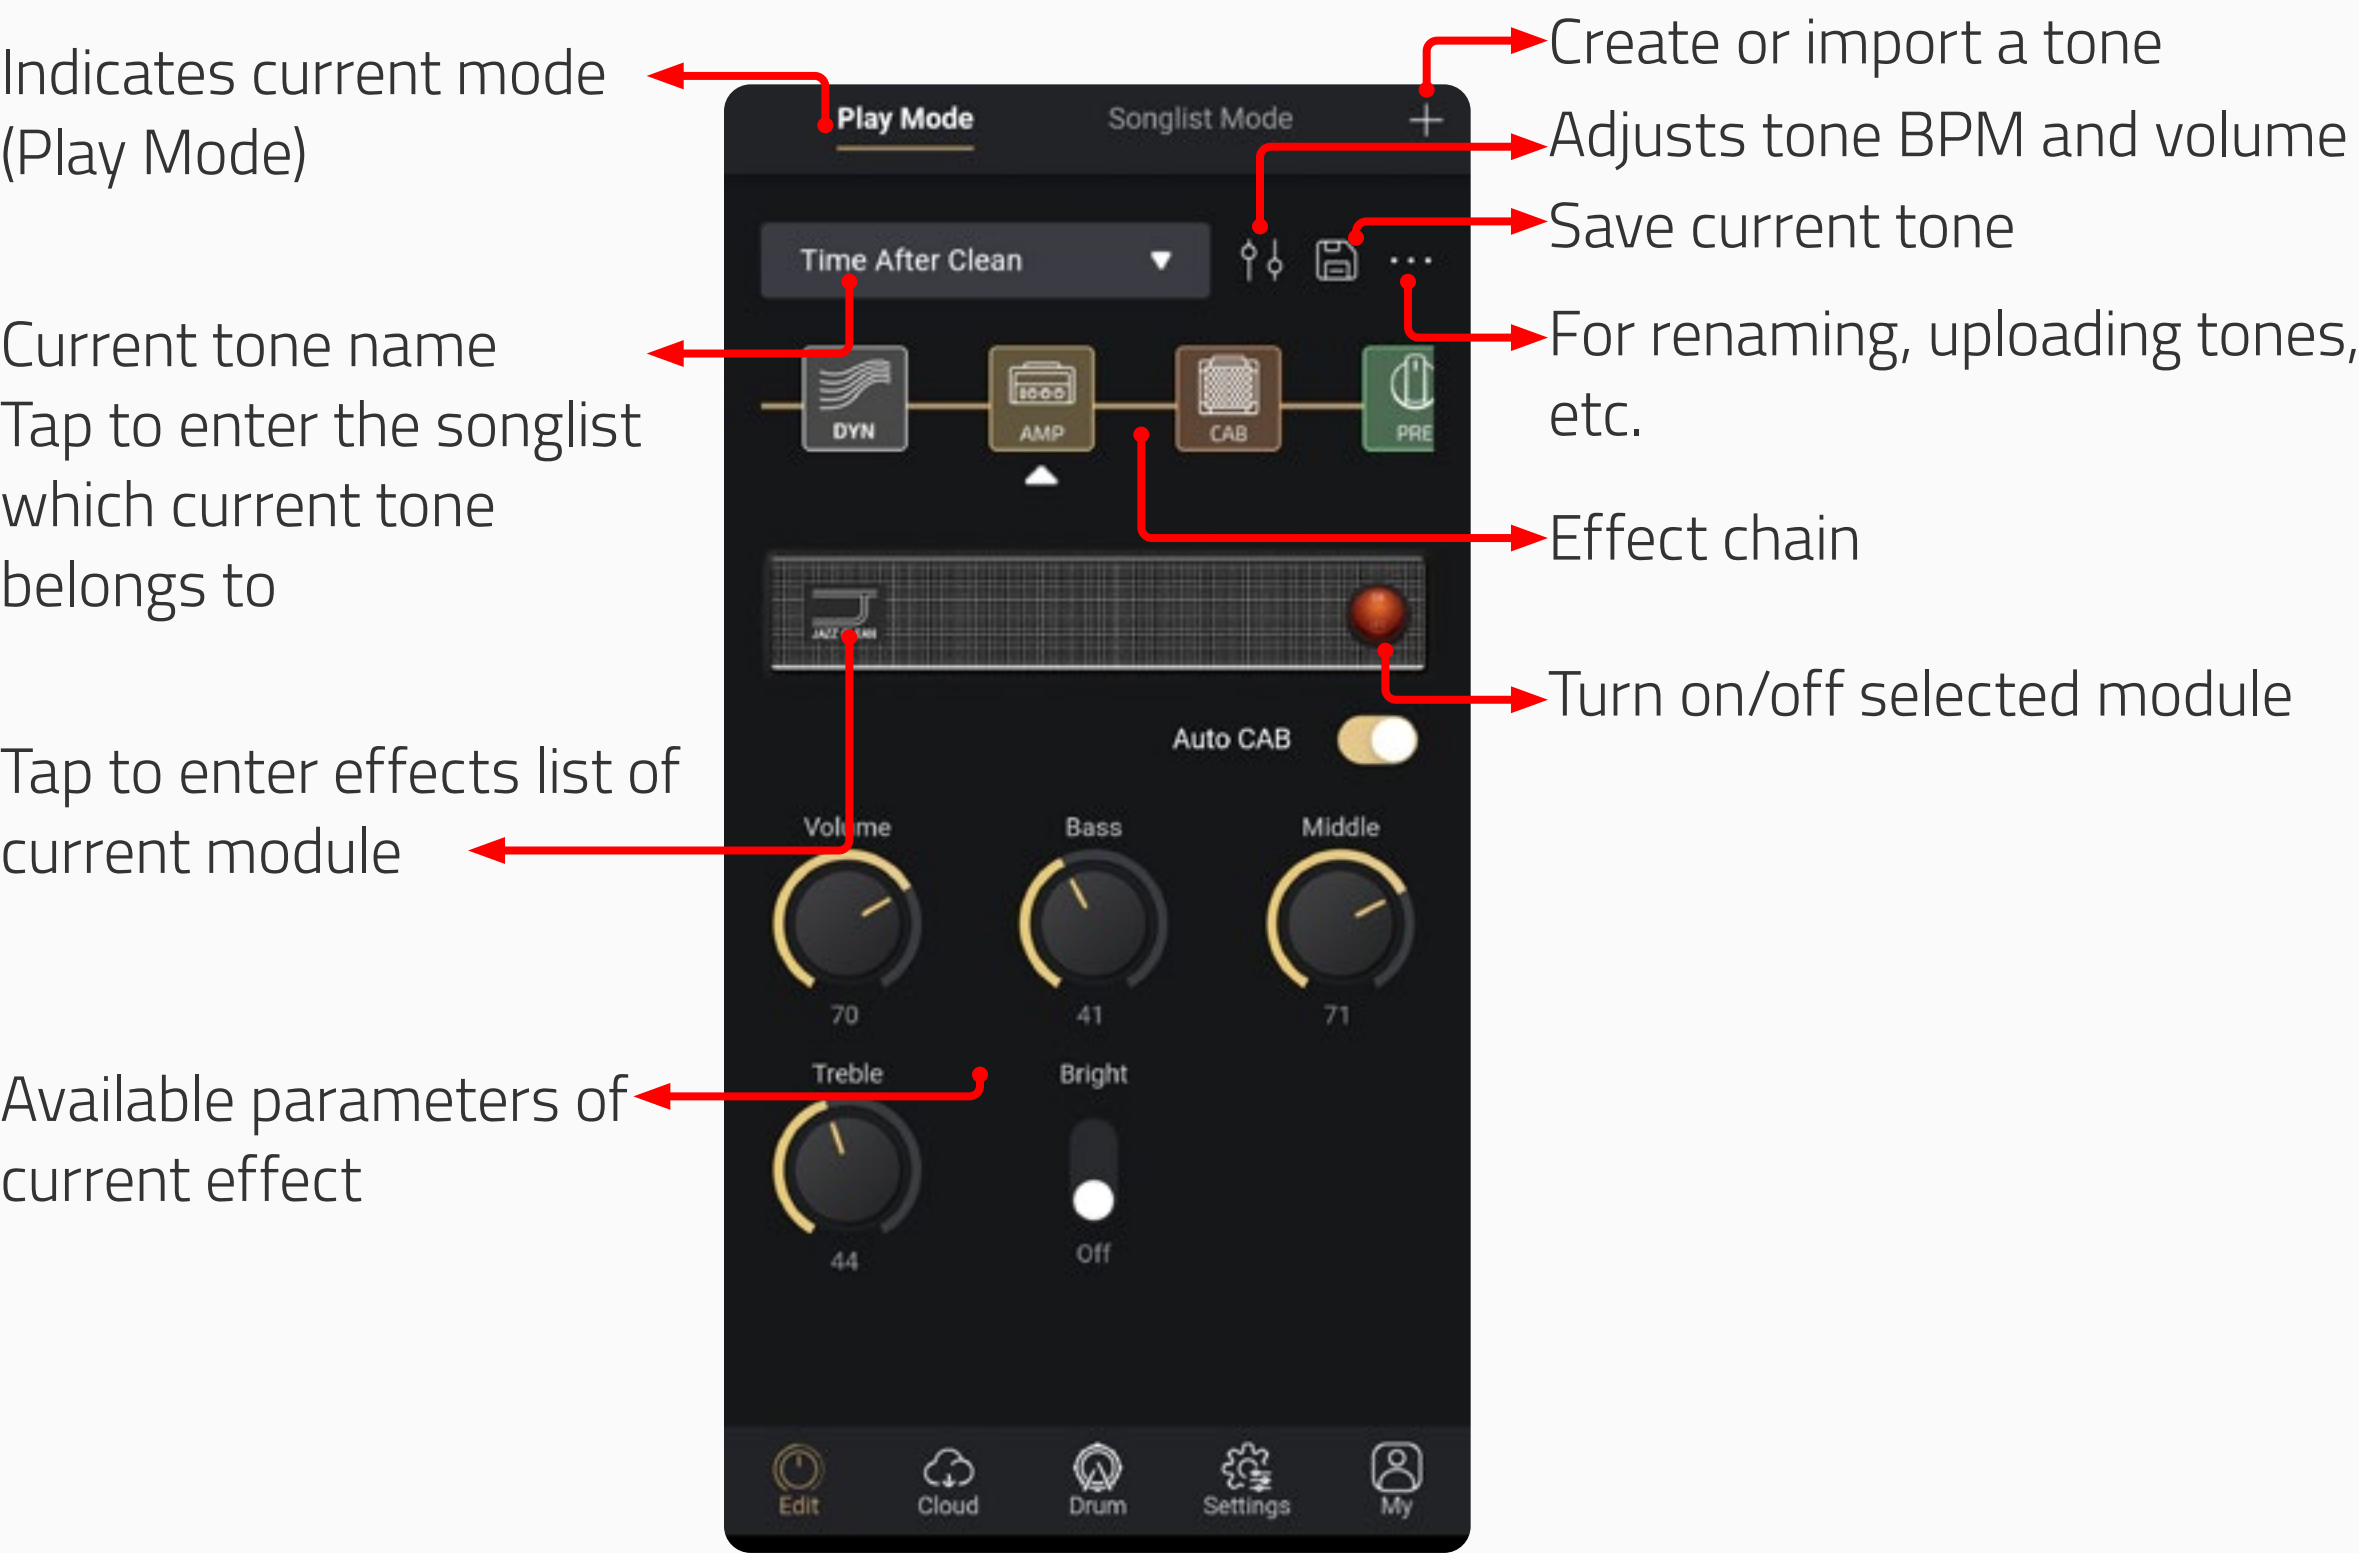 Indicates current mode
(Play Mode)
Current tone name
Tap to enter the songlist
which current tone
belongs to
Tap to enter effects list of
current module
Available parameters of
current effect
Play Mode
Songlist Mode
Time After Clean
DYN
AMP
CAB
PRE
JAZZ
Auto CAB
Volume
Bass
Middle
70
41
71
Treble
Bright
44
Off
Edit
Cloud
Drum
Settings
My
Create or import a tone
Adjusts tone BPM and volume
Save current tone
For renaming, uploading tones,
etc.
Effect chain
Turn on/off selected module